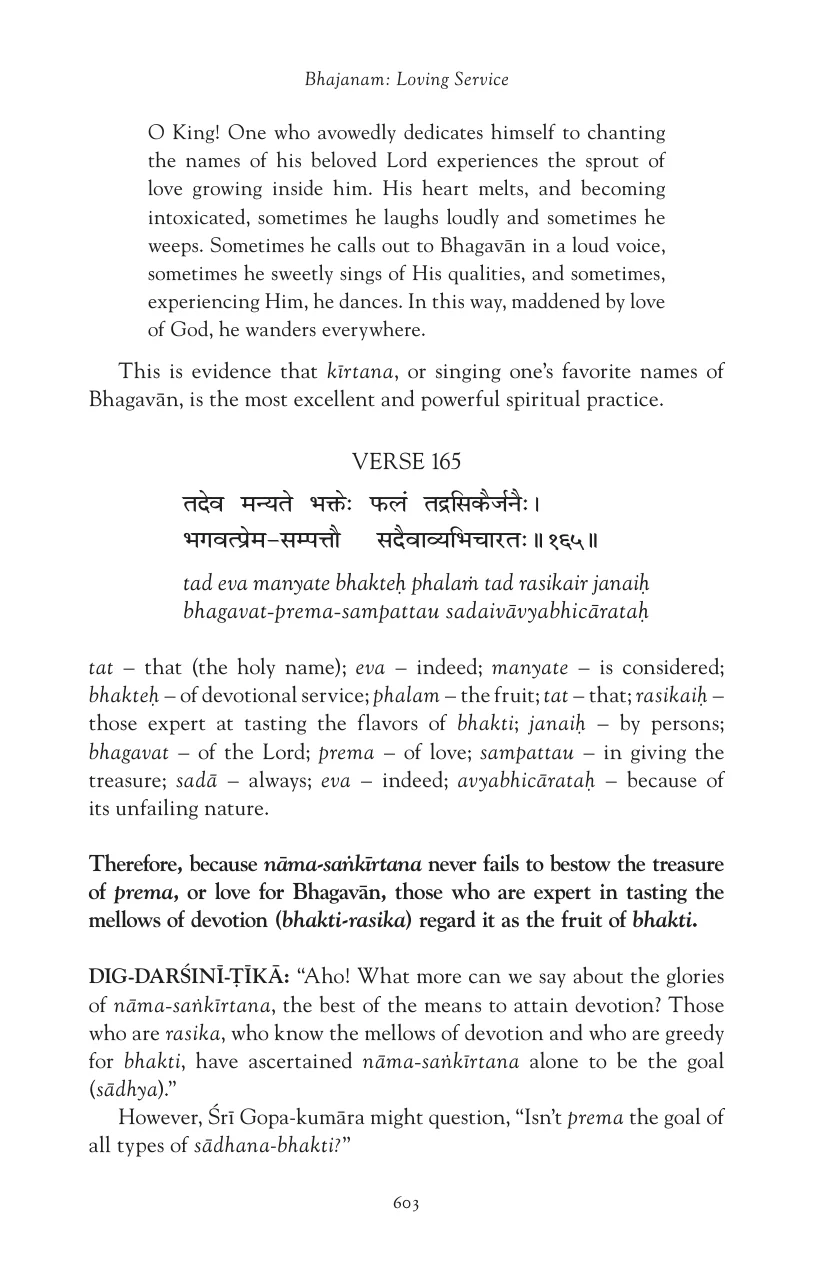 Bhajanam: Loving Service
O King! One who avowedly dedicates himself to chanting
the names of his beloved Lord experiences the sprout of
love growing inside him. His heart melts, and becoming
intoxicated, sometimes he laughs loudly and sometimes he
weeps. Sometimes he calls out to Bhagavān in a loud voice,
sometimes he sweetly sings of His qualities, and sometimes,
experiencing Him, he dances. In this way, maddened by love
of God, he wanders everywhere.
This is evidence that kīrtana, or singing one’s favorite names of
Bhagavān, is the most excellent and powerful spiritual practice.
VERSE 165
तदेव मन्यते भक्तेः फलं तद्रसिकैर्जनैः।
भगवत्प्रेम-सम्पत्तौ सदैवाव्यभिचारतः॥१६५॥
tad eva manyate bhakteḥ phalaṁ tad rasikair janaiḥ
bhagavat-prema-sampattau sadaivāvyabhicārataḥ
tat – that (the holy name); eva – indeed; manyate – is considered;
bhakteḥ – of devotional service; phalam – the fruit; tat – that; rasikaiḥ –
those expert at tasting the flavors of bhakti; janaiḥ – by persons;
bhagavat – of the Lord; prema – of love; sampattau – in giving the
treasure; sadā – always; eva – indeed; avyabhicārataḥ – because of
its unfailing nature.
Therefore, because nāma-saṅkīrtana never fails to bestow the treasure
of prema, or love for Bhagavān, those who are expert in tasting the
mellows of devotion (bhakti-rasika) regard it as the fruit of bhakti.
DIG-DARŚINĪ-ṬĪKĀ: “Aho! What more can we say about the glories
of nāma-saṅkīrtana, the best of the means to attain devotion? Those
who are rasika, who know the mellows of devotion and who are greedy
for bhakti, have ascertained nāma-saṅkīrtana alone to be the goal
(sādhya).”
However, Śrī Gopa-kumāra might question, “Isn’t prema the goal of
all types of sādhana-bhakti?”
603